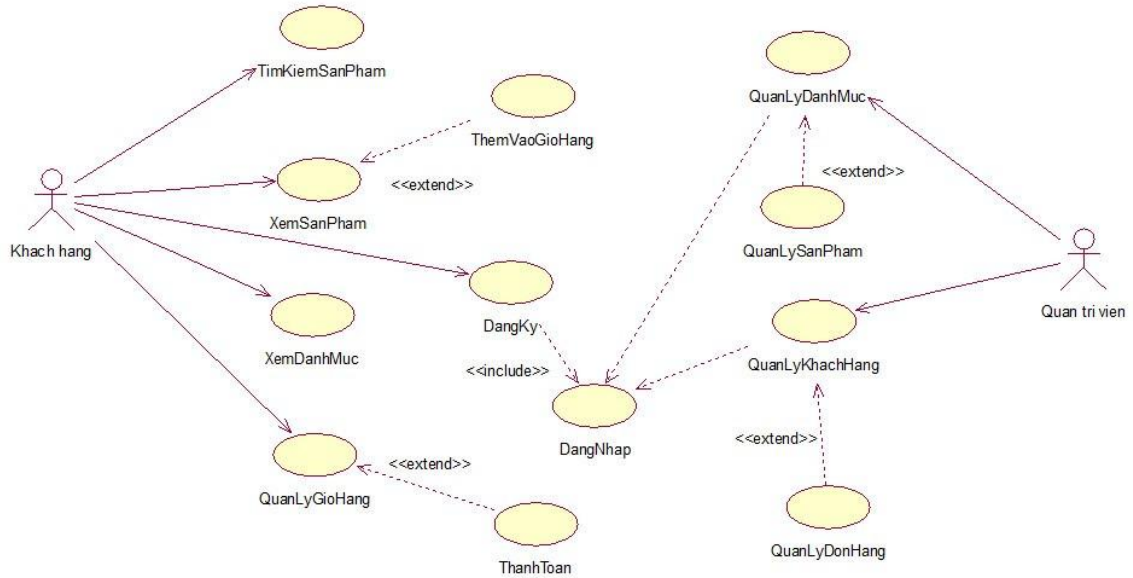 TimKiemSanPham
QuanLyDanhMuc
ThemVaoGioHang
<<extend>>
<<extend>>
XemSanPham
Khach hang
QuanLySanPham
DangKy
Quan tri vien
XemDanhMuc
<<include>>
QuanLyKhachHang
DangNhap
<<extend>>
<<extend>>
QuanLyGioHang
ThanhToan
QuanLyDonHang